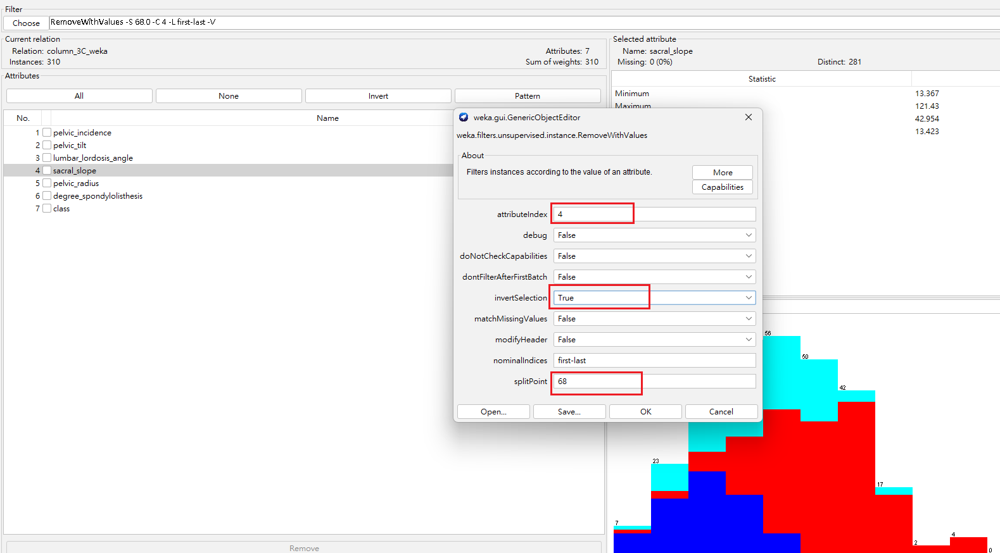 Filter
Choose
RemoveWithValues -S 68.0 -C 4 -L first-last -V
Current relation
Relation: column_3C_weka
Attributes: 7
Instances: 310
Sum of weights: 310
Selected attribute
Name: sacral_slope
Missing: 0 (0%)
Distinct: 281
Statistic
Minimum
13.367
Maximum
121.43
42.954
13.423
Attributes
All
None
Invert
Pattern
No.
Name
1 pelvic_incidence
2 pelvic_tilt
3 lumbar_lordosis_angle
4 sacral_slope
5 pelvic_radius
6 degree_spondylolisthesis
7 class
Remove
weka.gui.GenericObjectEditor
weka.filters.unsupervised.instance.RemoveWithValues
About
Filters instances according to the value of an attribute.
More
Capabilities
attributeIndex 4
debug False
doNotCheckCapabilities False
dontFilterAfterFirstBatch False
invertSelection True
matchMissingValues False
modifyHeader False
nominalIndices first-last
splitPoint 68
Open...
Save...
OK
Cancel
56
50
42
23
17
7
4
2
0